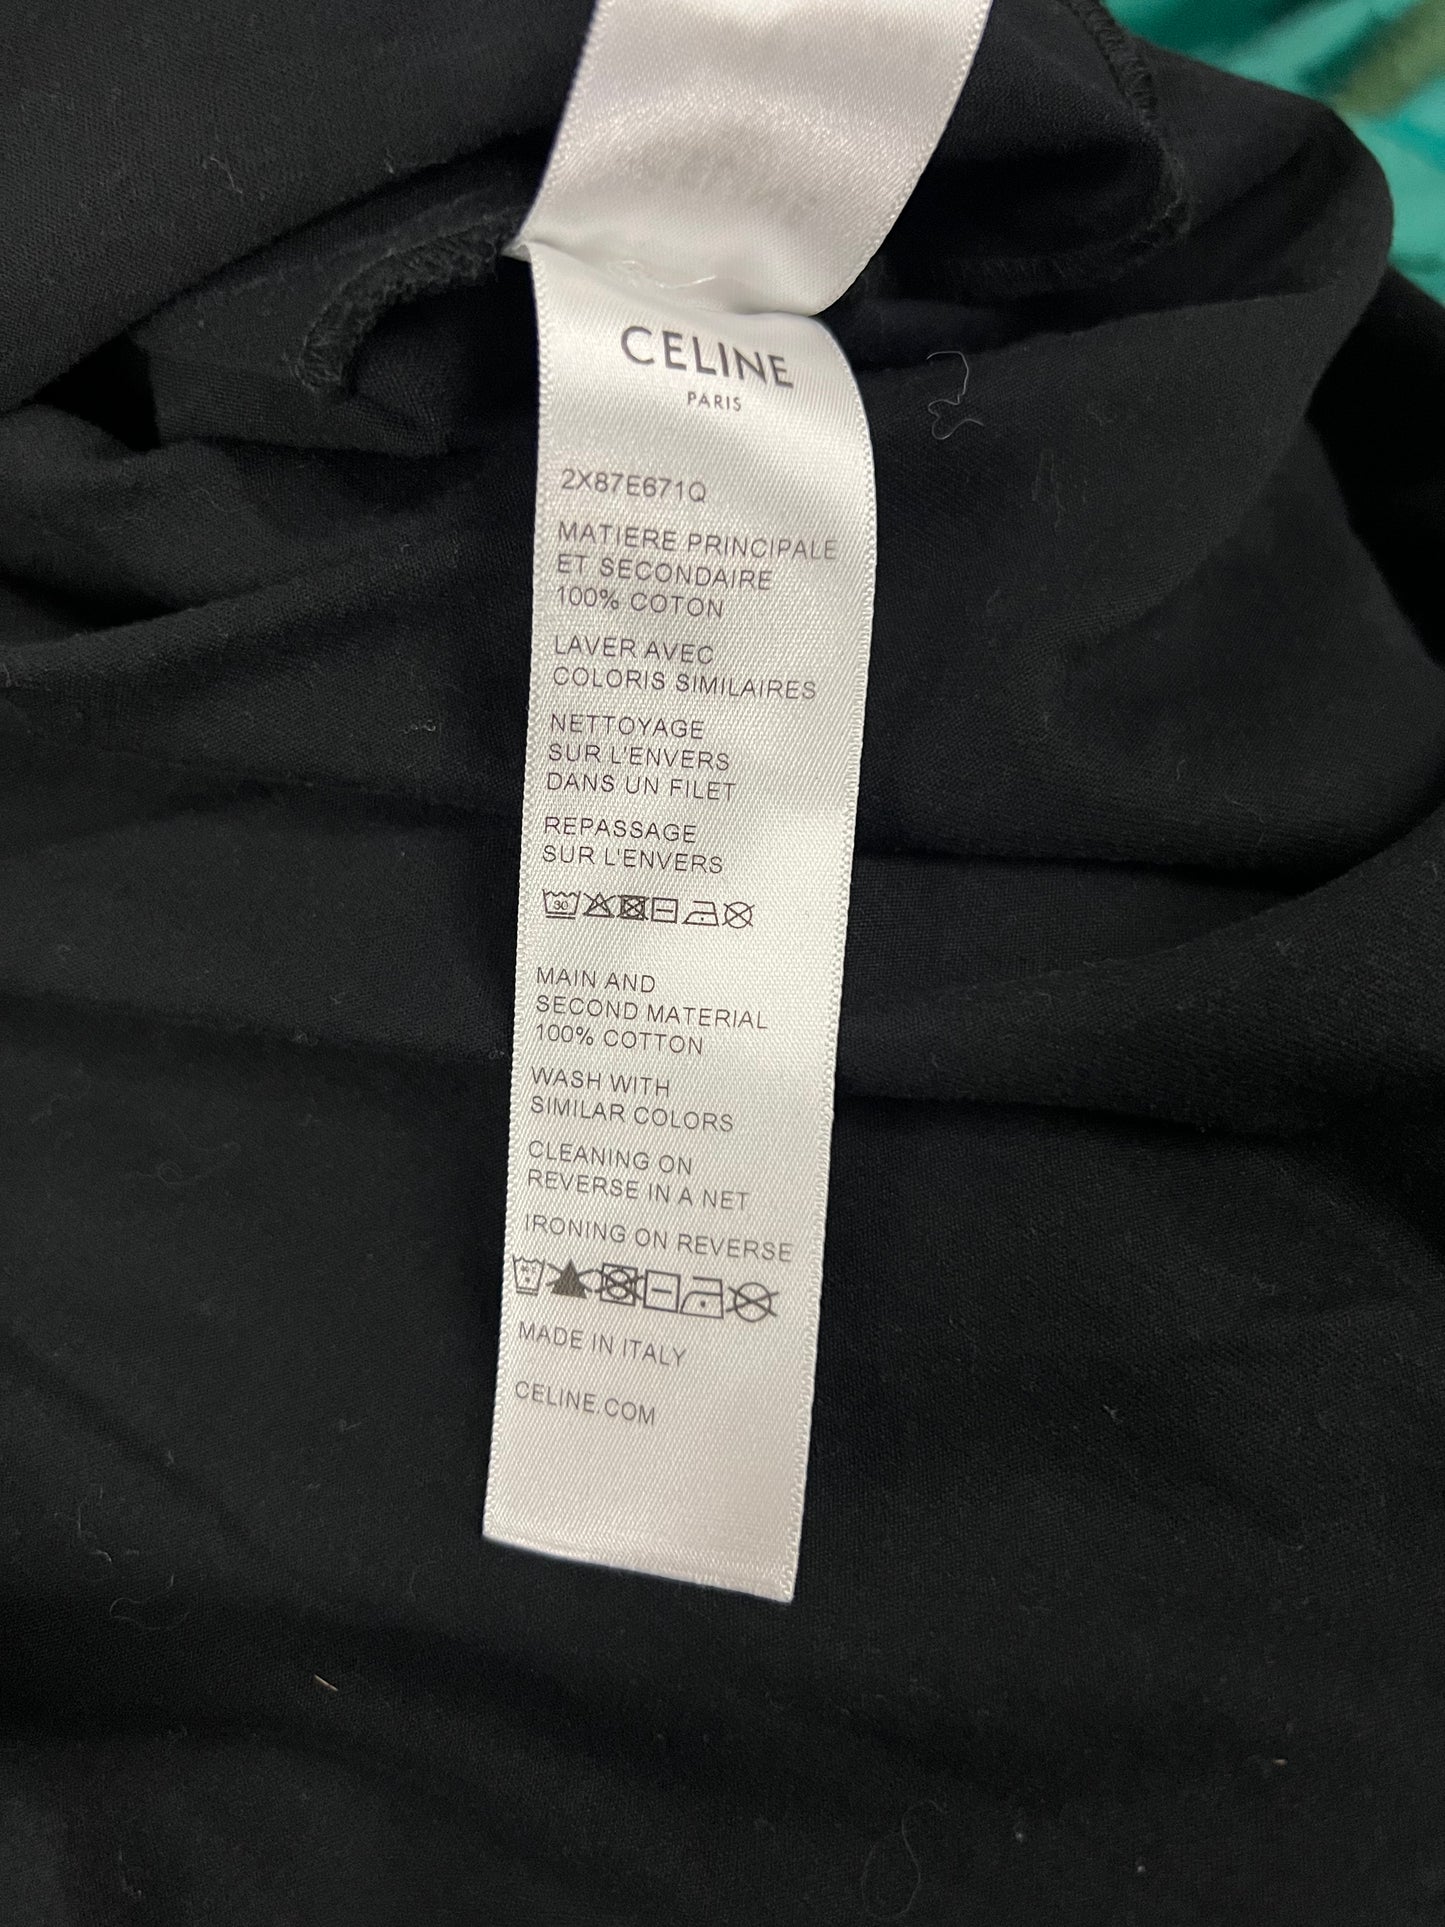 CELINE
PARIS
2X87E671Q
MATIERE PRINCIPALE
ET SECONDAIRE
100% COTON
LAVER AVEC
COLORIS SIMILAIRES
NETTOYAGE
SUR L'ENVERS
DANS UN FILET
REPASSAGE
SUR L'ENVERS
30
MAIN AND
SECOND MATERIAL
100% COTTON
WASH WITH
SIMILAR COLORS
CLEANING ON
REVERSE IN A NET
IRONING ON REVERSE
MADE IN ITALY
CELINE.COM